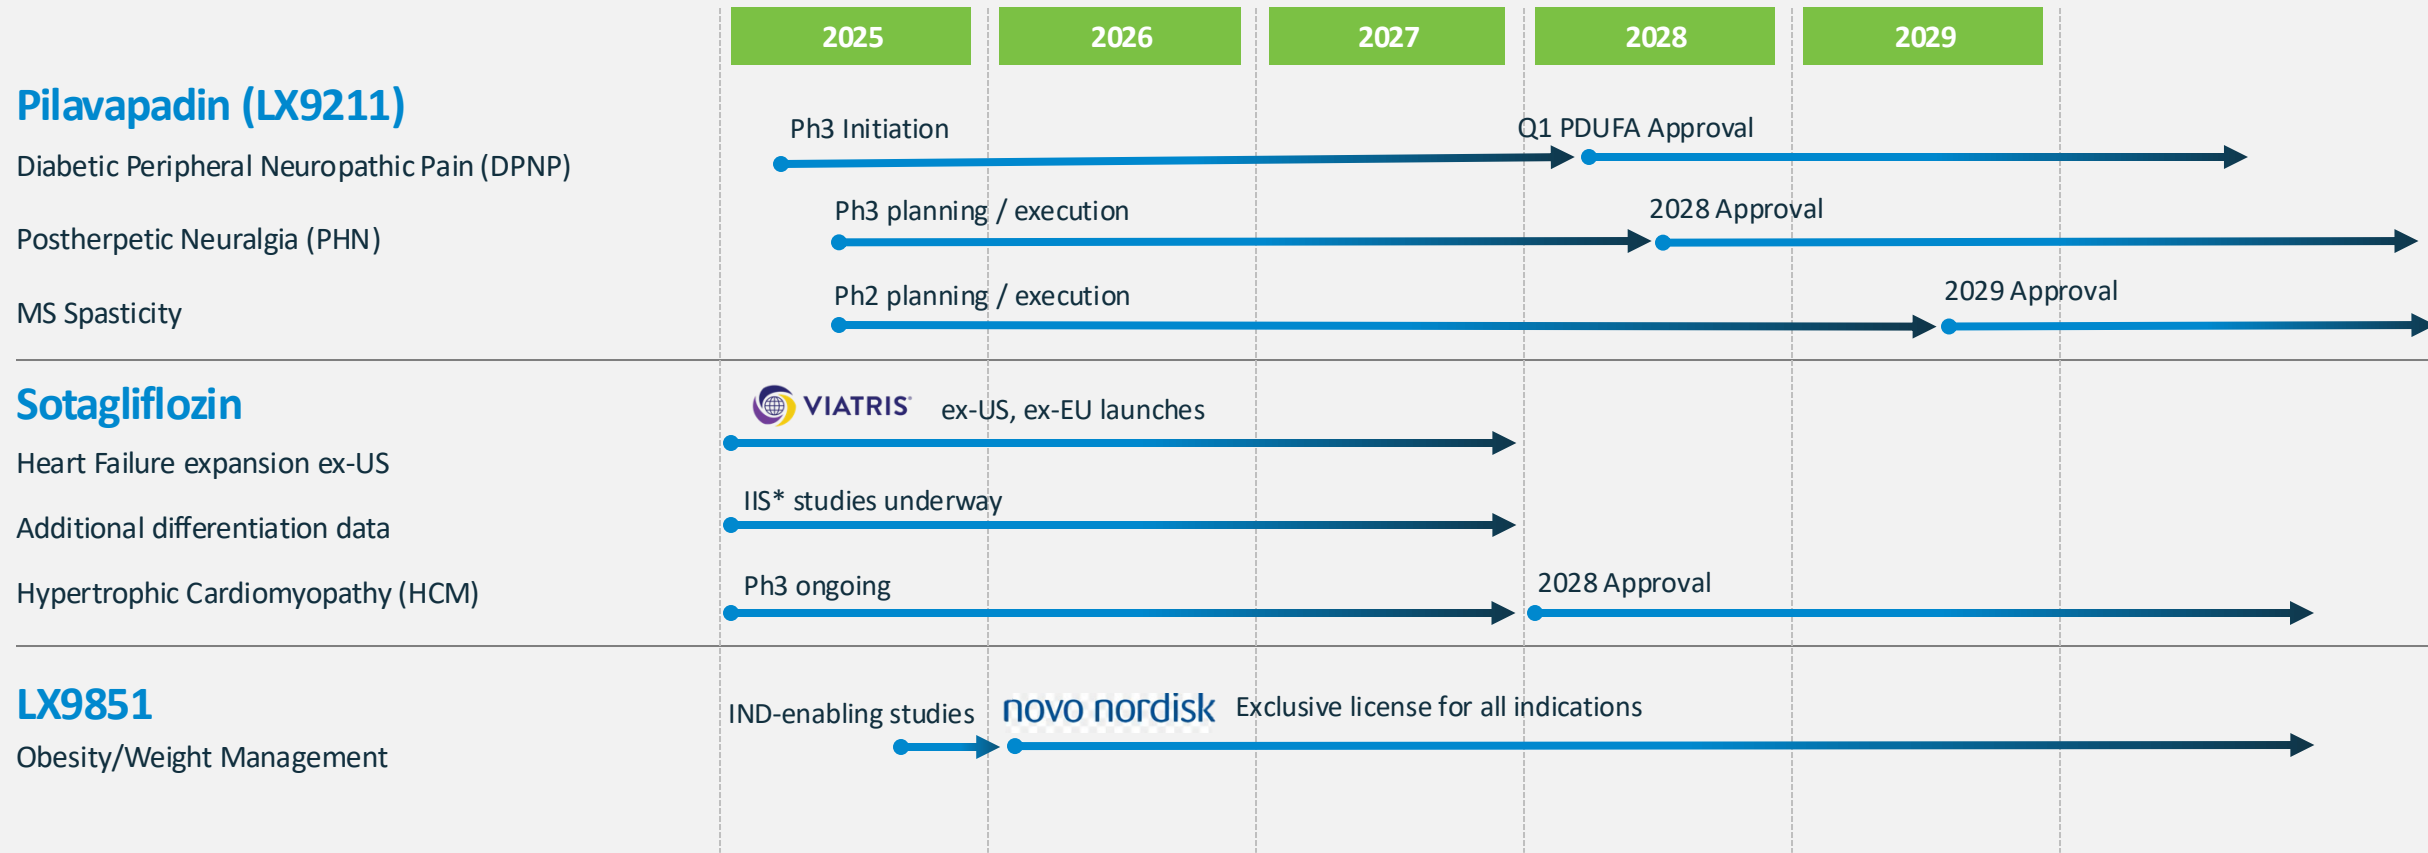 2025 2026 2027 2028 2029
Pilavapadin (LX9211)
Ph3 Initiation
Q1 PDUFA Approval
Diabetic Peripheral Neuropathic Pain (DPNP)
Ph3 planning / execution
2028 Approval
Postherpetic Neuralgia (PHN)
Ph2 planning / execution
2029 Approval
MS Spasticity
Sotagliflozin
VIATRIS
ex-US, ex-EU launches
Heart Failure expansion ex-US
IIS* studies underway
Additional differentiation data
Ph3 ongoing
2028 Approval
Hypertrophic Cardiomyopathy (HCM)
LX9851
IND-enabling studies
novo nordisk
Exclusive license for all indications
Obesity/Weight Management